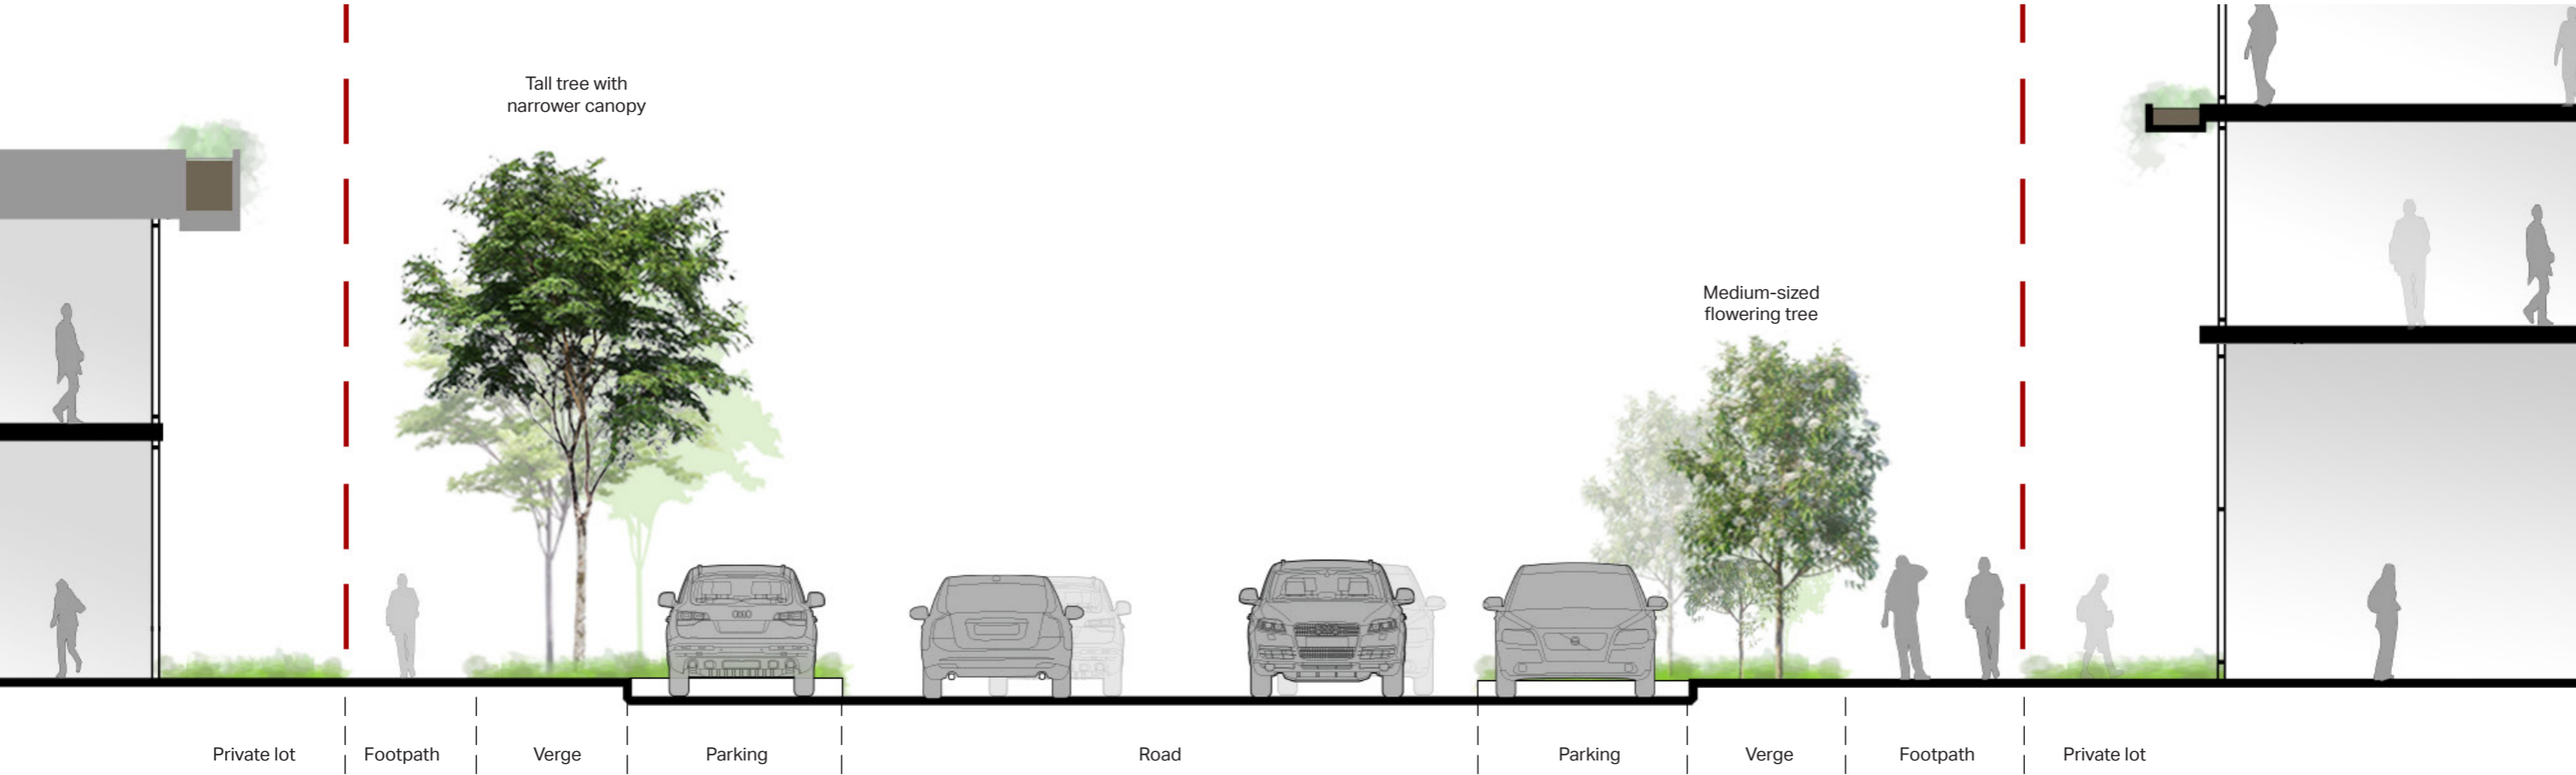 Tall tree with
narrower canopy
Medium-sized
flowering tree
Private lot
Footpath
Verge
Parking
Road
Parking
Verge
Footpath
Private lot